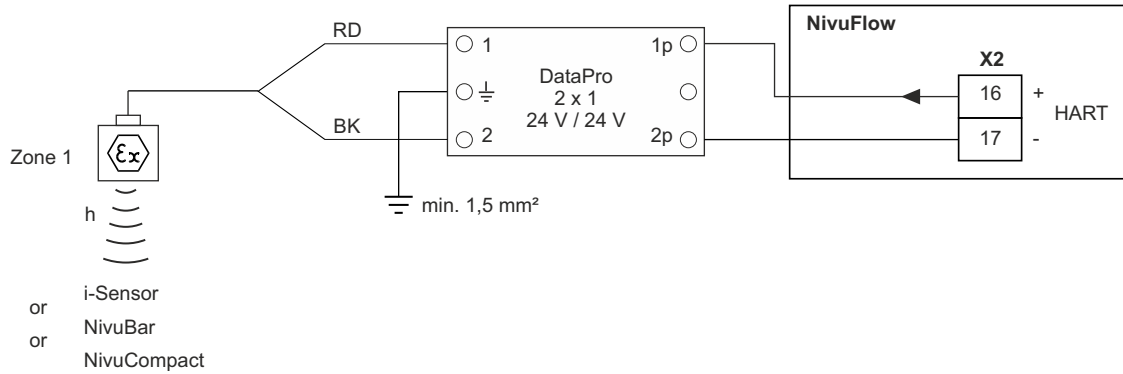 NivuFlow
RD
1
1p
X2
DataPro
2 x 1
24 V / 24 V
16
+
HART
17
-
BK
2
2p
Zone 1
Ex
min. 1,5 mm²
h
i-Sensor
or
NivuBar
or
NivuCompact